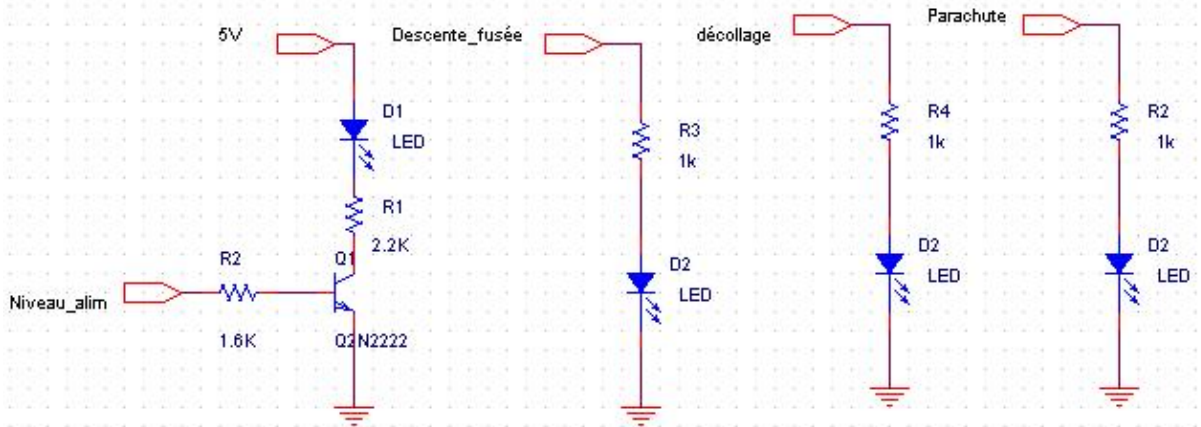 5V
Descente_fusée
décollage
Parachute
D1
LED
R3
1k
R4
1k
R2
1k
R1
2.2K
R2
1.6K
Q1
Q2N2222
Niveau_alim
D2
LED
D2
LED
D2
LED